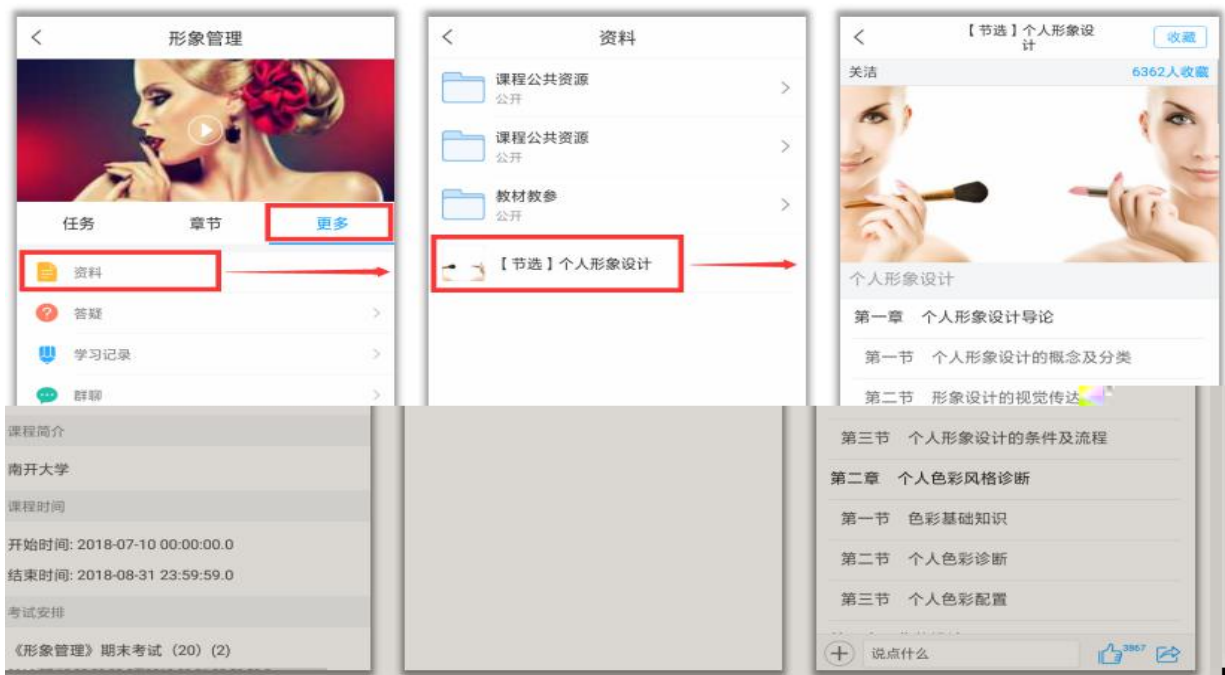 形象管理
任务 章节 更多
资料
答疑
学习记录
群聊
课程简介
南开大学
课程时间
开始时间: 2018-07-10 00:00:00.0
结束时间: 2018-08-31 23:59:59.0
考试安排
《形象管理》期末考试（20）(2)
资料
课程公共资源
公开
课程公共资源
公开
教材教参
公开
【节选】个人形象设计
【节选】个人形象设
计
收藏
关洁 6362人收藏
个人形象设计
第一章 个人形象设计导论
第一节 个人形象设计的概念及分类
第二节 形象设计的视觉传达
第三节 个人形象设计的条件及流程
第二章 个人色彩风格诊断
第一节 色彩基础知识
第二节 个人色彩诊断
第三节 个人色彩配置
说点什么 3867